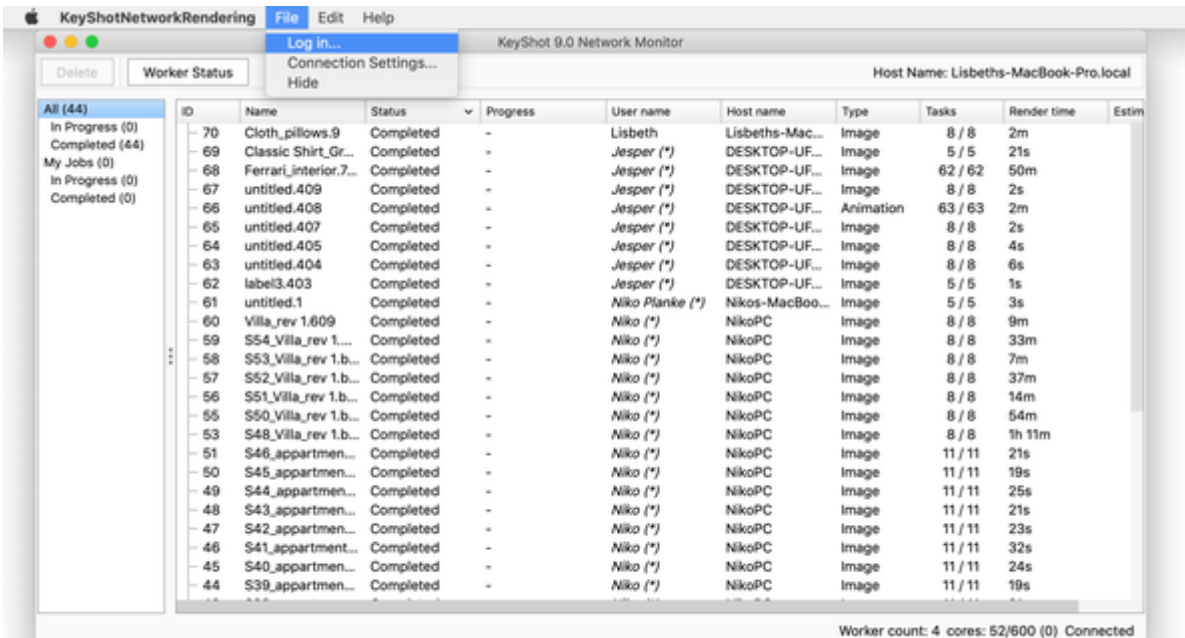 KeyShotNetworkRendering File Edit Help
Log in...
KeyShot 9.0 Network Monitor
Connection Settings...
Hide
Delete Worker Status Host Name: Lisbeths-MacBook-Pro.local
All (44)
In Progress (0)
Completed (44)
My Jobs (0)
In Progress (0)
Completed (0)
ID Name Status Progress User name Host name Type Tasks Render time Estim
70 Cloth_pillows.9 Completed - Lisbeth Lisbeths-Mac... Image 8 / 8 2m
69 Classic Shirt_Gr... Completed - Jesper (*) DESKTOP-UF... Image 5 / 5 21s
68 Ferrari_interior.7... Completed - Jesper (*) DESKTOP-UF... Image 62 / 62 50m
67 untitled.409 Completed - Jesper (*) DESKTOP-UF... Image 8 / 8 2s
66 untitled.408 Completed - Jesper (*) DESKTOP-UF... Animation 63 / 63 2m
65 untitled.407 Completed - Jesper (*) DESKTOP-UF... Image 8 / 8 2s
64 untitled.405 Completed - Jesper (*) DESKTOP-UF... Image 8 / 8 4s
63 untitled.404 Completed - Jesper (*) DESKTOP-UF... Image 8 / 8 6s
62 label3.403 Completed - Jesper (*) DESKTOP-UF... Image 5 / 5 1s
61 untitled.1 Completed - Niko Planke (*) Nikos-MacBoo... Image 5 / 5 3s
60 Villa_rev 1.609 Completed - Niko (*) NikoPC Image 8 / 8 9m
59 S54_Villa_rev 1.... Completed - Niko (*) NikoPC Image 8 / 8 33m
58 S53_Villa_rev 1.b... Completed - Niko (*) NikoPC Image 8 / 8 7m
57 S52_Villa_rev 1.b... Completed - Niko (*) NikoPC Image 8 / 8 37m
56 S51_Villa_rev 1.b... Completed - Niko (*) NikoPC Image 8 / 8 14m
55 S50_Villa_rev 1.b... Completed - Niko (*) NikoPC Image 8 / 8 54m
53 S48_Villa_rev 1.b... Completed - Niko (*) NikoPC Image 8 / 8 1h 11m
51 S46_appartmen... Completed - Niko (*) NikoPC Image 11 / 11 21s
50 S45_appartmen... Completed - Niko (*) NikoPC Image 11 / 11 19s
49 S44_appartmen... Completed - Niko (*) NikoPC Image 11 / 11 25s
48 S43_appartmen... Completed - Niko (*) NikoPC Image 11 / 11 21s
47 S42_appartmen... Completed - Niko (*) NikoPC Image 11 / 11 23s
46 S41_appartment... Completed - Niko (*) NikoPC Image 11 / 11 32s
45 S40_appartmen... Completed - Niko (*) NikoPC Image 11 / 11 24s
44 S39_appartmen... Completed - Niko (*) NikoPC Image 11 / 11 19s
Worker count: 4 cores: 52/600 (0) Connected